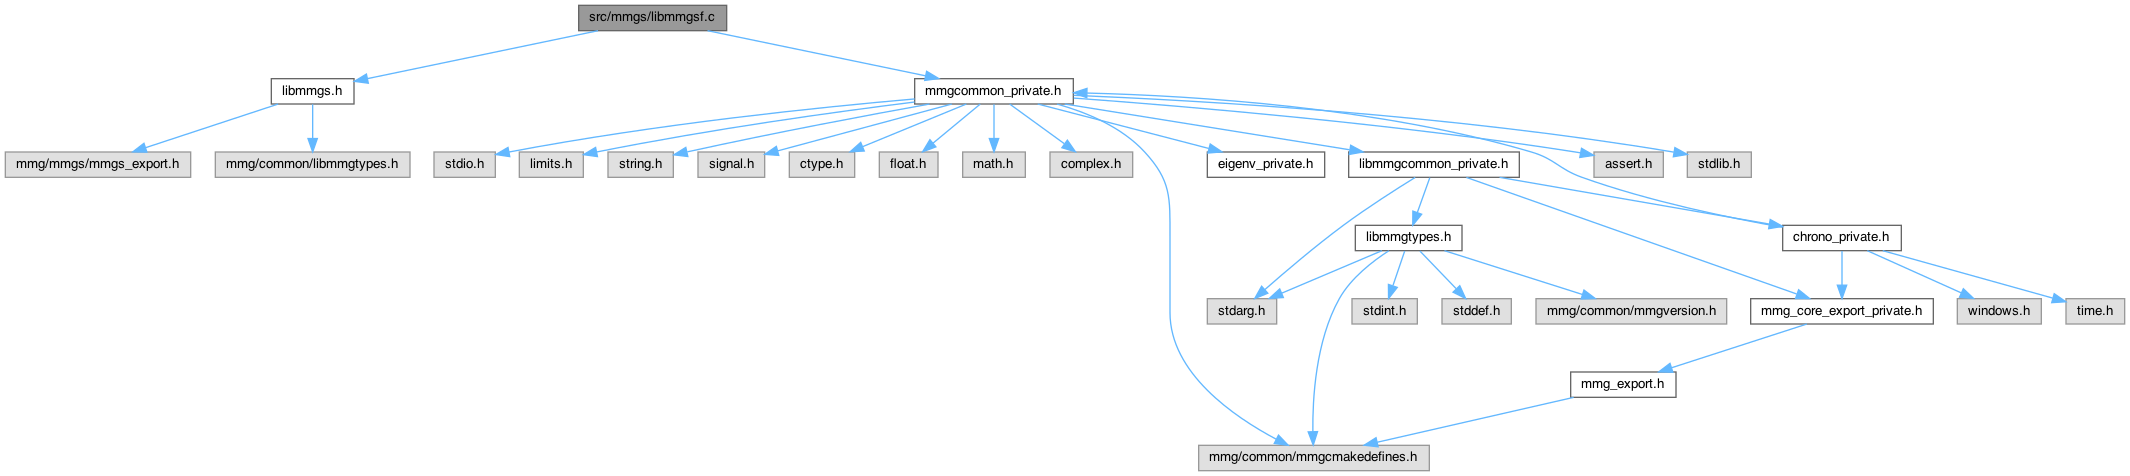 src/mmgs/libmmgsf.c
libmmgs.h
mmgcommon_private.h
mmg/mmgs/mmgs_export.h
mmg/common/libmmgtypes.h
stdio.h
limits.h
string.h
signal.h
ctype.h
float.h
math.h
complex.h
eigenv_private.h
libmmgcommon_private.h
assert.h
stdlib.h
libmmgtypes.h
chrono_private.h
stdarg.h
stdint.h
stddef.h
mmg/common/mmgversion.h
mmg_core_export_private.h
windows.h
time.h
mmg_export.h
mmg/common/mmgcmakedefines.h